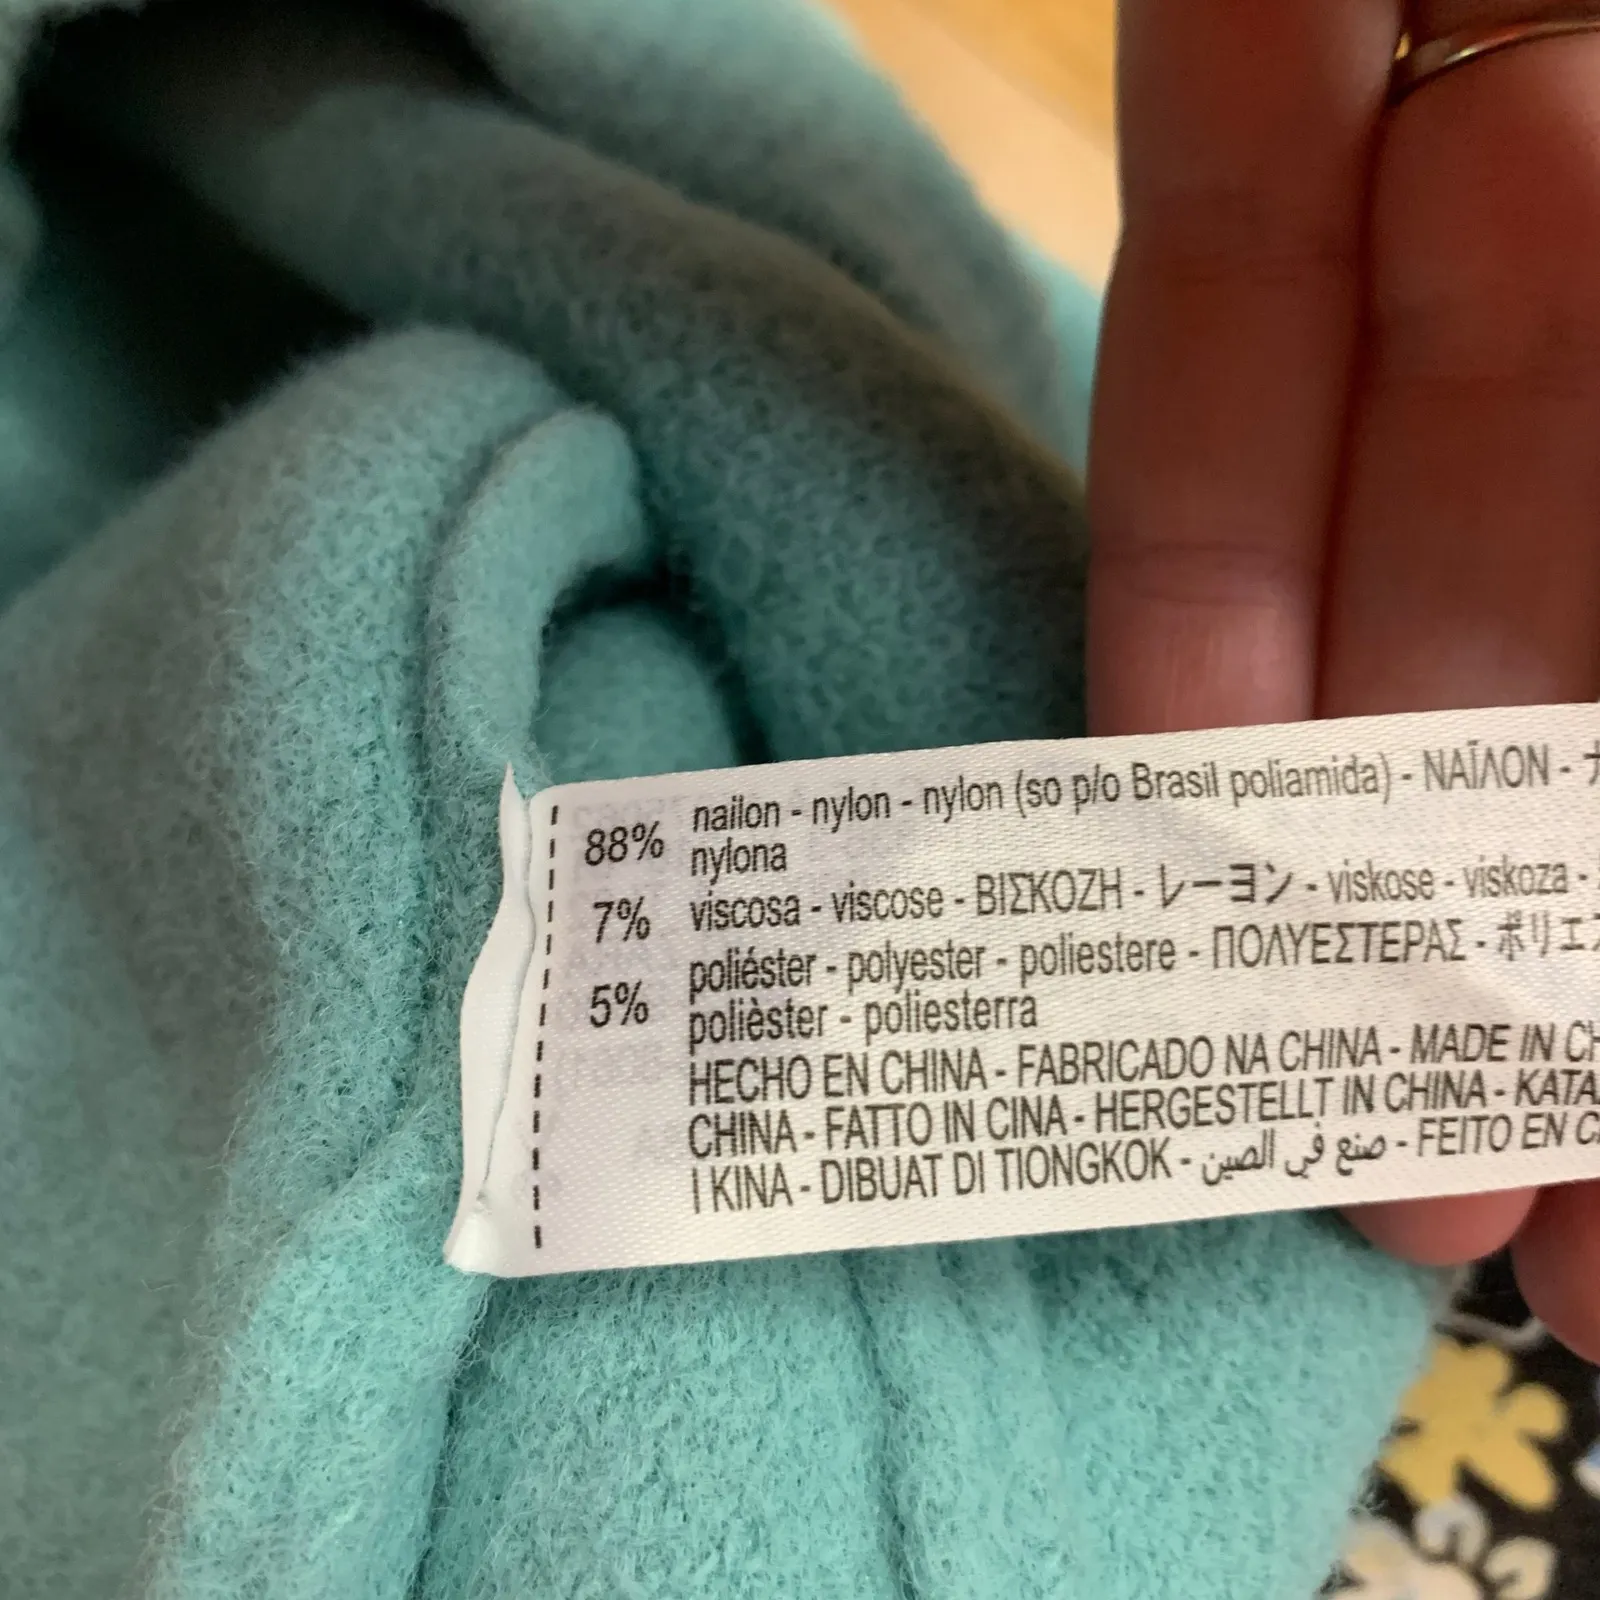 88% nailon - nylon - nylon (so p/o Brasil poliamida) - ΝΑΪΛΟΝ -
nylona
7% viscosa - viscose - ΒΙΣΚΟΖΗ - レーヨン - viskose - viskoza -
5% poliéster - polyester - poliestere - ΠΟΛΥΕΣΤΕΡΑΣ -
polièster - poliesterra
HECHO EN CHINA - FABRICADO NA CHINA - MADE IN
CHINA - FATTO IN CINA - HERGESTELLT IN CHINA -
I KINA - DIBUAT DI TIONGKOK - صنع في الصين - FEITO EN